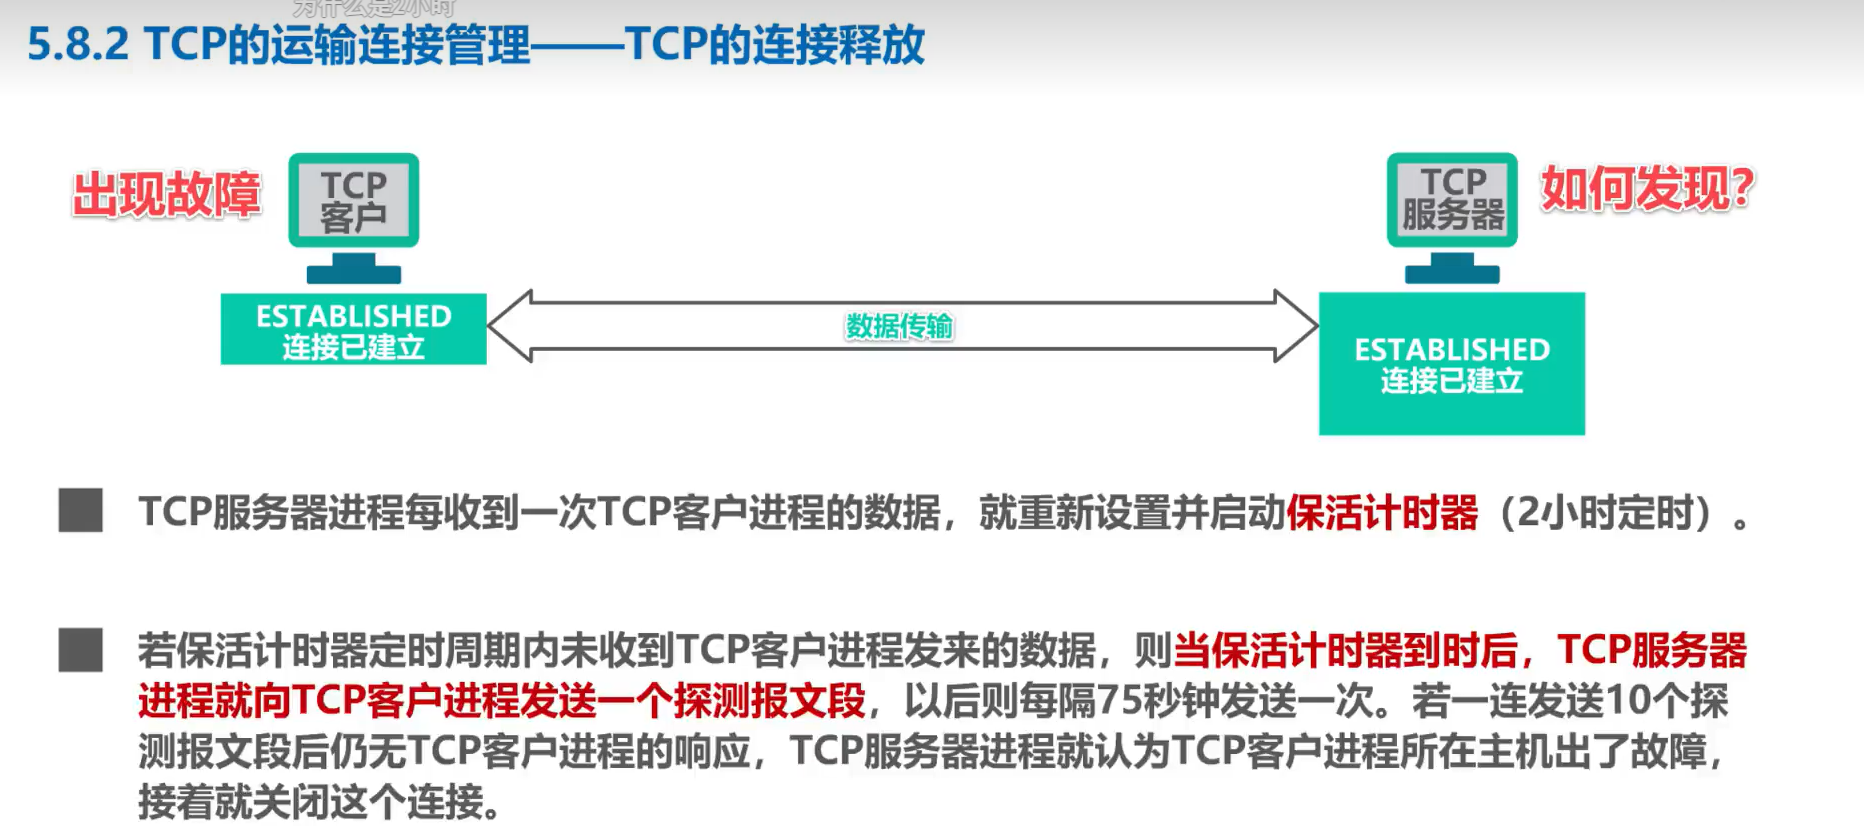 为什么是2小时
5.8.2 TCP的运输连接管理——TCP的连接释放
出现故障
TCP
客户
TCP
服务器
如何发现?
ESTABLISHED
连接已建立
数据传输
ESTABLISHED
连接已建立
TCP服务器进程每收到一次TCP客户进程的数据，就重新设置并启动保活计时器（2小时定时）。
若保活计时器定时周期内未收到TCP客户进程发来的数据，则当保活计时器到时后，TCP服务器
进程就向TCP客户进程发送一个探测报文段，以后则每隔75秒钟发送一次。若一连发送10个探
测报文段后仍无TCP客户进程的响应，TCP服务器进程就认为TCP客户进程所在主机出了故障，
接着就关闭这个连接。